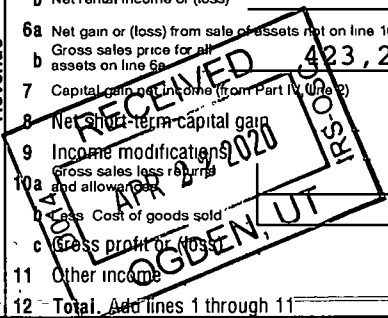 b Net rental income or (loss)
6a Net gain or (loss) from sale of assets not on line 10
b Gross sales price for all assets on line 6a 423,2
7 Capital gain net income (from Part IV, line 2)
8 Net short-term capital gain
9 Income modifications
10a Gross sales less returns and allowances
b Less Cost of goods sold
c Gross profit or (loss)
11 Other income
12 Total. Add lines 1 through 11
Revenue
RECEIVED
APR 2 2020
IRS-OSC
OGDEN, UT